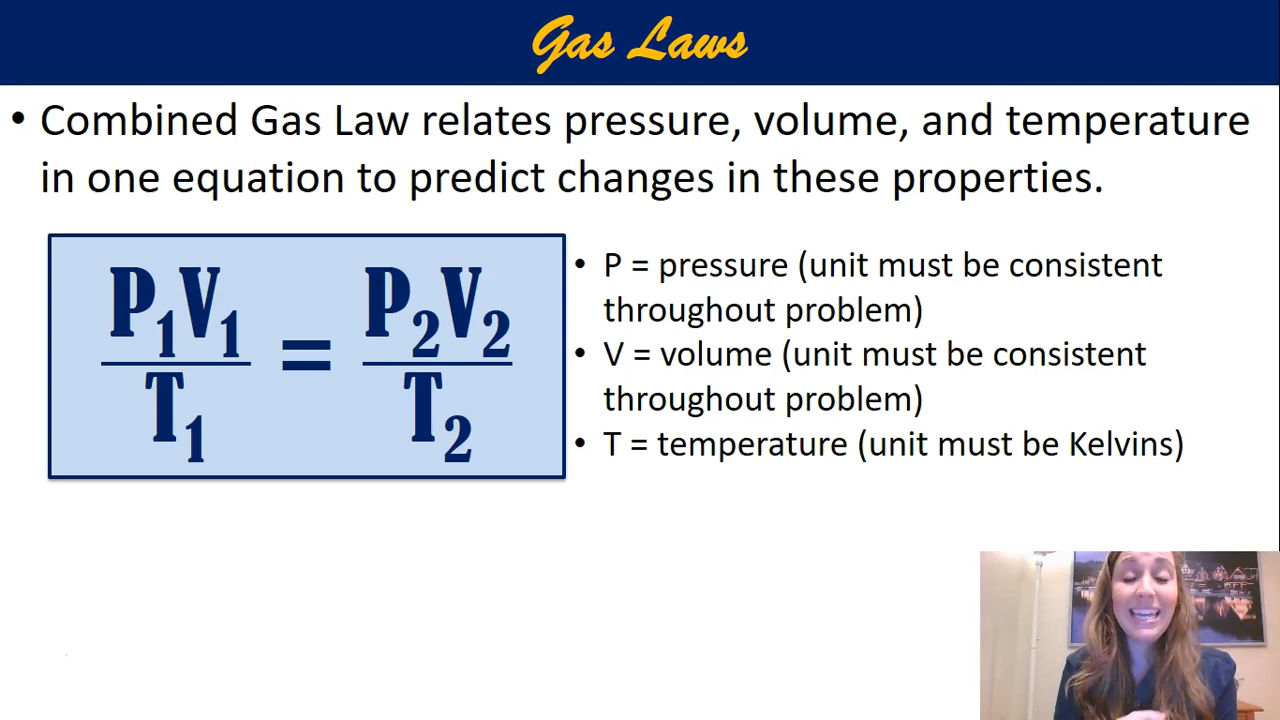 Gas Laws
• Combined Gas Law relates pressure, volume, and temperature
in one equation to predict changes in these properties.
P₁V₁ / T₁ = P₂V₂ / T₂
• P = pressure (unit must be consistent
throughout problem)
• V = volume (unit must be consistent
throughout problem)
• T = temperature (unit must be Kelvins)